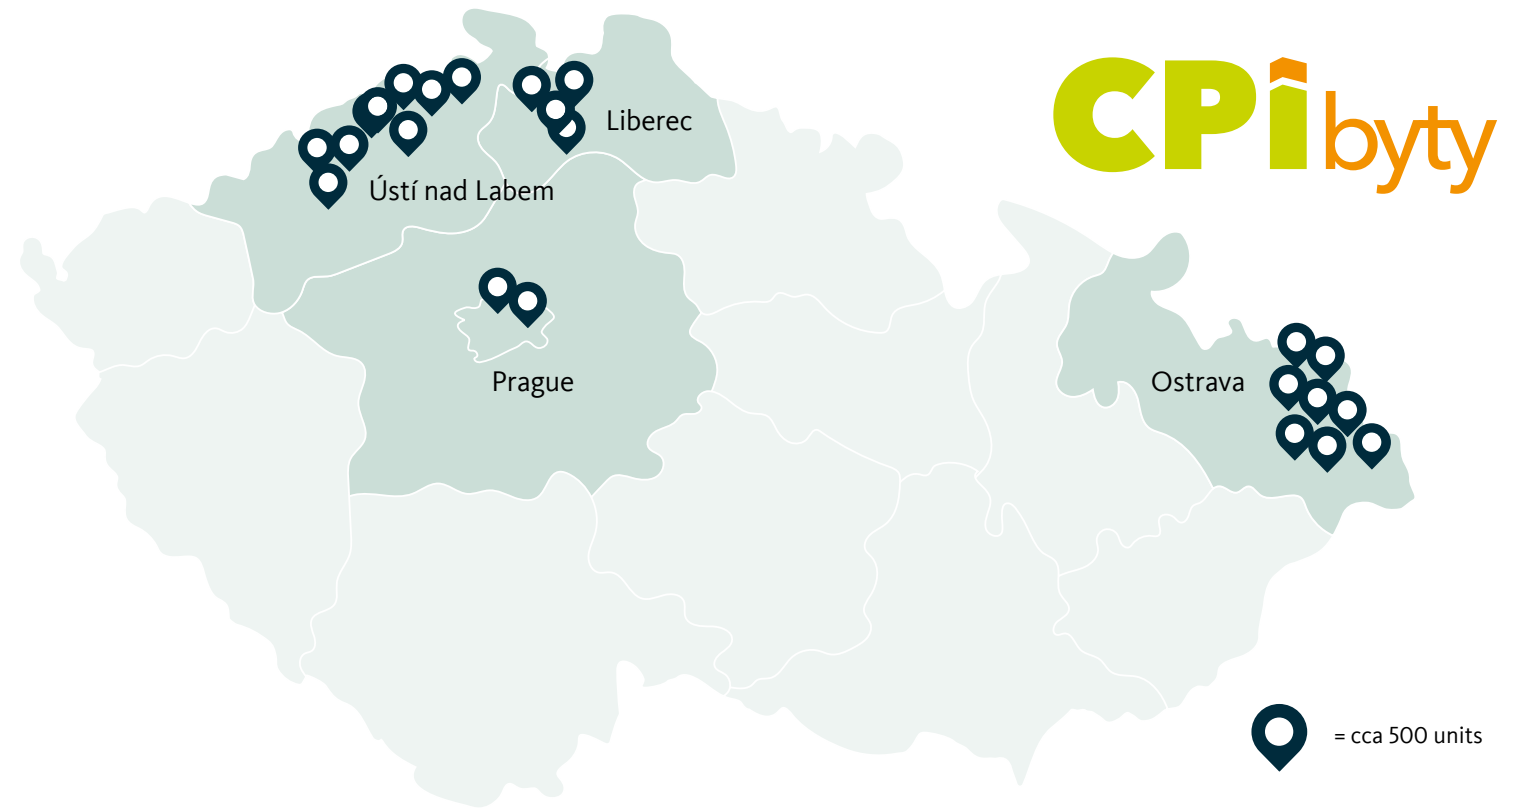 CPI byty
Liberec
Ústí nad Labem
Prague
Ostrava
= cca 500 units